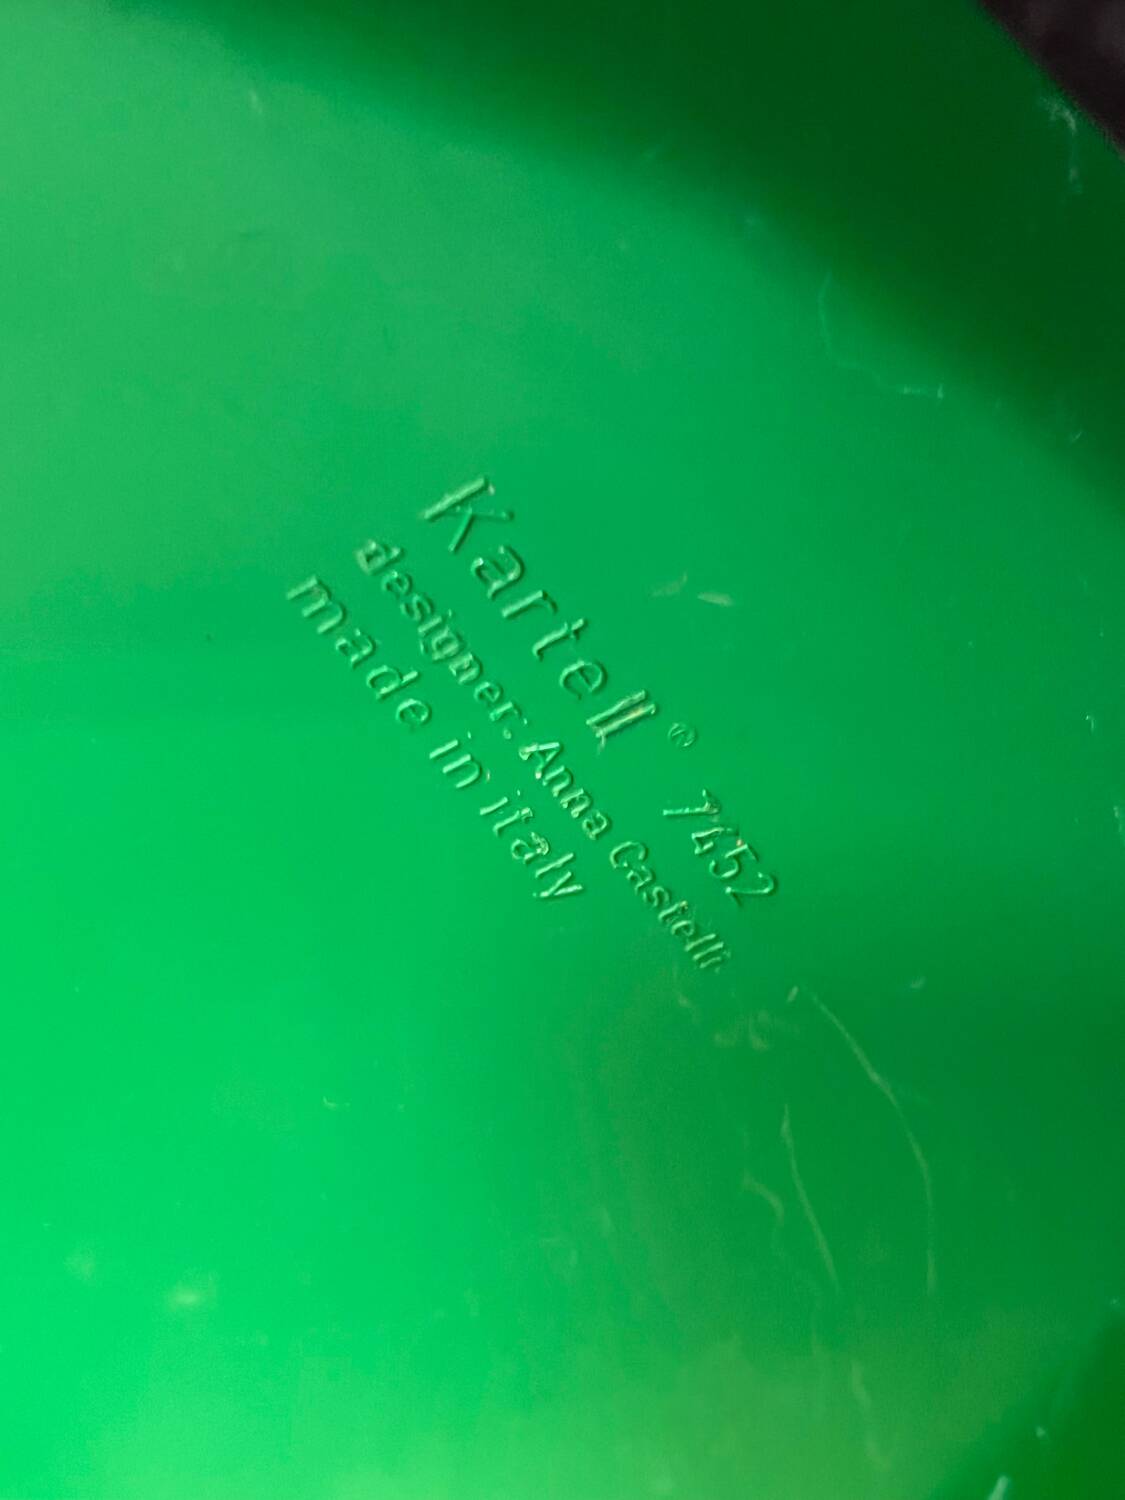 Kartell® 7452
designer: Anna Castelli
made in italy